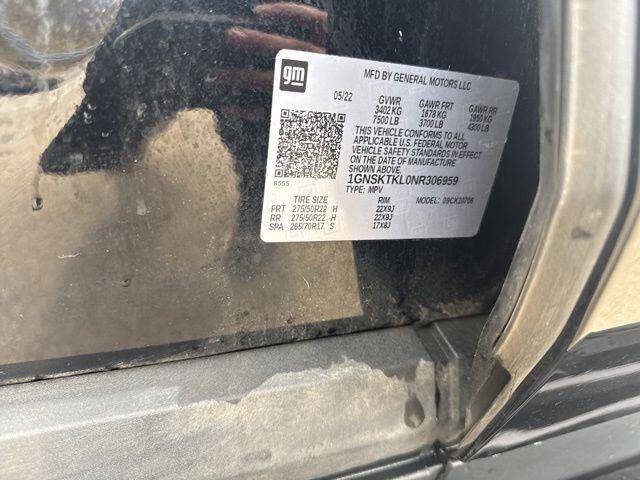 gm
MFD BY GENERAL MOTORS LLC
05/22 GVWR GAWR FRT GAWR RR
3402 KG 1678 KG 1950 KG
7500 LB 3700 LB 4300 LB
THIS VEHICLE CONFORMS TO ALL
APPLICABLE U.S. FEDERAL MOTOR
VEHICLE SAFETY STANDARDS IN EFFECT
ON THE DATE OF MANUFACTURE
SHOWN ABOVE.
1GNSKTKL0NR306959
TYPE: MPV
TIRE SIZE RIM MODEL:
FRT 275/50R22 H 22X9J
RR 275/50R22 H 22X9J
SPA 265/70R17 S 17X8J